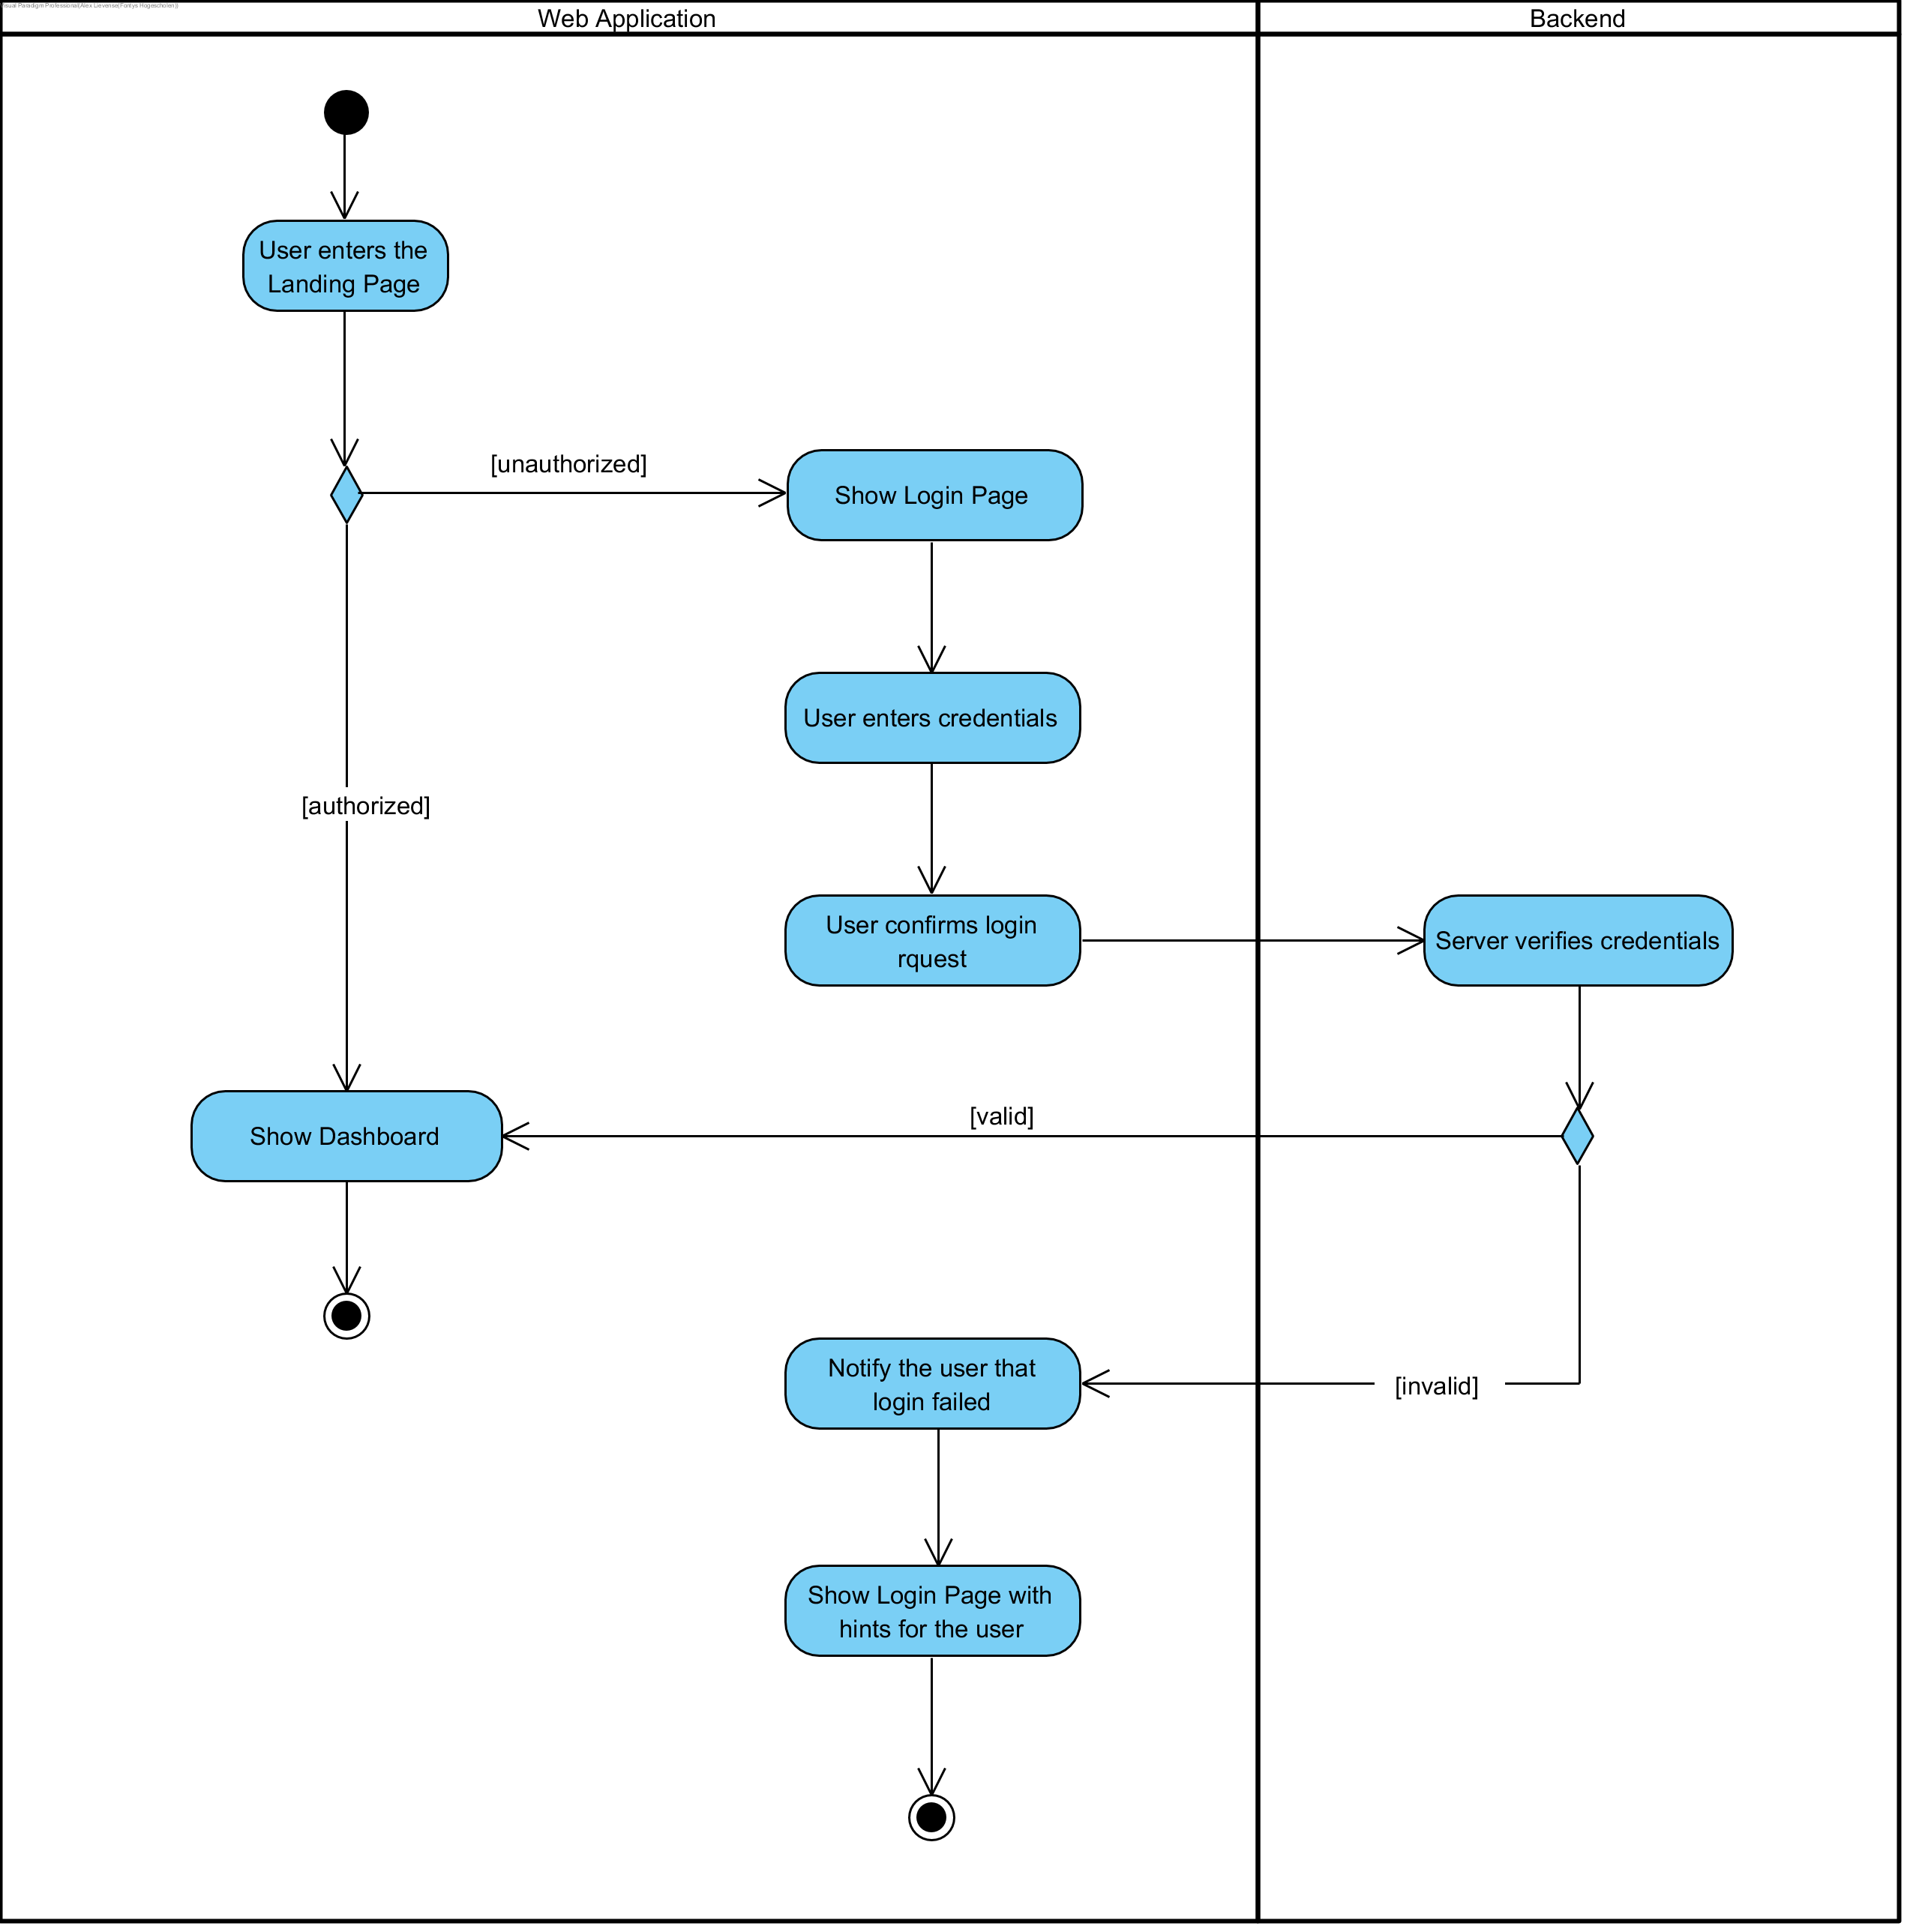 Visual Paradigm Professional(Alex Lievense(Fontys Hogescholen))
Web Application
Backend
User enters the
Landing Page
[unauthorized]
Show Login Page
User enters credentials
[authorized]
User confirms login
rquest
Server verifies credentials
[valid]
Show Dashboard
Notify the user that
login failed
[invalid]
Show Login Page with
hints for the user